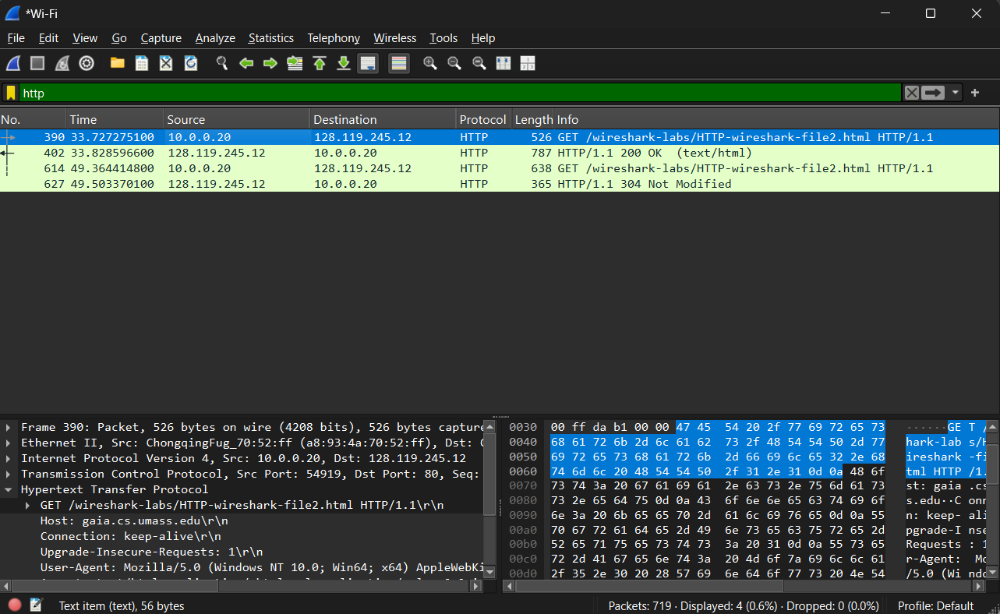 *Wi-Fi
File Edit View Go Capture Analyze Statistics Telephony Wireless Tools Help
http
No. Time Source Destination Protocol Length Info
390 33.727275100 10.0.0.20 128.119.245.12 HTTP 526 GET /wireshark-labs/HTTP-wireshark-file2.html HTTP/1.1
402 33.828596600 128.119.245.12 10.0.0.20 HTTP 787 HTTP/1.1 200 OK (text/html)
614 49.364414800 10.0.0.20 128.119.245.12 HTTP 638 GET /wireshark-labs/HTTP-wireshark-file2.html HTTP/1.1
627 49.503370100 128.119.245.12 10.0.0.20 HTTP 365 HTTP/1.1 304 Not Modified
Frame 390: Packet, 526 bytes on wire (4208 bits), 526 bytes capture
Ethernet II, Src: ChongqingFug_70:52:ff (a8:93:4a:70:52:ff), Dst: C
Internet Protocol Version 4, Src: 10.0.0.20, Dst: 128.119.245.12
Transmission Control Protocol, Src Port: 54919, Dst Port: 80, Seq:
Hypertext Transfer Protocol
GET /wireshark-labs/HTTP-wireshark-file2.html HTTP/1.1\r\n
Host: gaia.cs.umass.edu\r\n
Connection: keep-alive\r\n
Upgrade-Insecure-Requests: 1\r\n
User-Agent: Mozilla/5.0 (Windows NT 10.0; Win64; x64) AppleWebKi
0030 00 ff da b1 00 00 47 45 54 20 2f 77 69 72 65 73 ······GE T /
0040 68 61 72 6b 2d 6c 61 62 73 2f 48 54 54 50 2d 77 hark-lab s/
0050 69 72 65 73 68 61 72 6b 2d 66 69 6c 65 32 2e 68 ireshark -fi
0060 74 6d 6c 20 48 54 54 50 2f 31 2e 31 0d 0a 48 6f tml HTTP /1.
0070 73 74 3a 20 67 61 69 61 2e 63 73 2e 75 6d 61 73 st: gaia .cs
0080 73 2e 65 64 75 0d 0a 43 6f 6e 6e 65 63 74 69 6f s.edu··C onn
0090 6e 3a 20 6b 65 65 70 2d 61 6c 69 76 65 0d 0a 55 n: keep- ali
00a0 70 67 72 61 64 65 2d 49 6e 73 65 63 75 72 65 2d pgrade-I nse
00b0 52 65 71 75 65 73 74 73 3a 20 31 0d 0a 55 73 65 Requests : 1
00c0 72 2d 41 67 65 6e 74 3a 20 4d 6f 7a 69 6c 6c 61 r-Agent: Mo
00d0 2f 35 2e 30 20 28 57 69 6e 64 6f 77 73 20 4e 54 /5.0 (Wi ndo
Text item (text), 56 bytes
Packets: 719 · Displayed: 4 (0.6%) · Dropped: 0 (0.0%)
Profile: Default